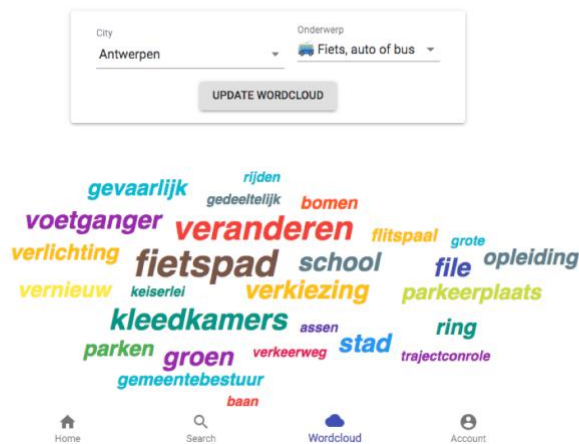 City
Onderwerp
Antwerpen
Fiets, auto of bus
UPDATE WORDCLOUD
rijden
gevaarlijk
gedeeltelijk
bomen
voetganger
veranderen
flitspaal
grote
verlichting
fietspad
school
file
opleiding
vernieuw
keiserlei
verkiezing
parkeerplaats
kleedkamers
assen
ring
parken
groen
verkeerweg
stad
trajectconrole
gemeentebestuur
baan
Home
Search
Wordcloud
Account